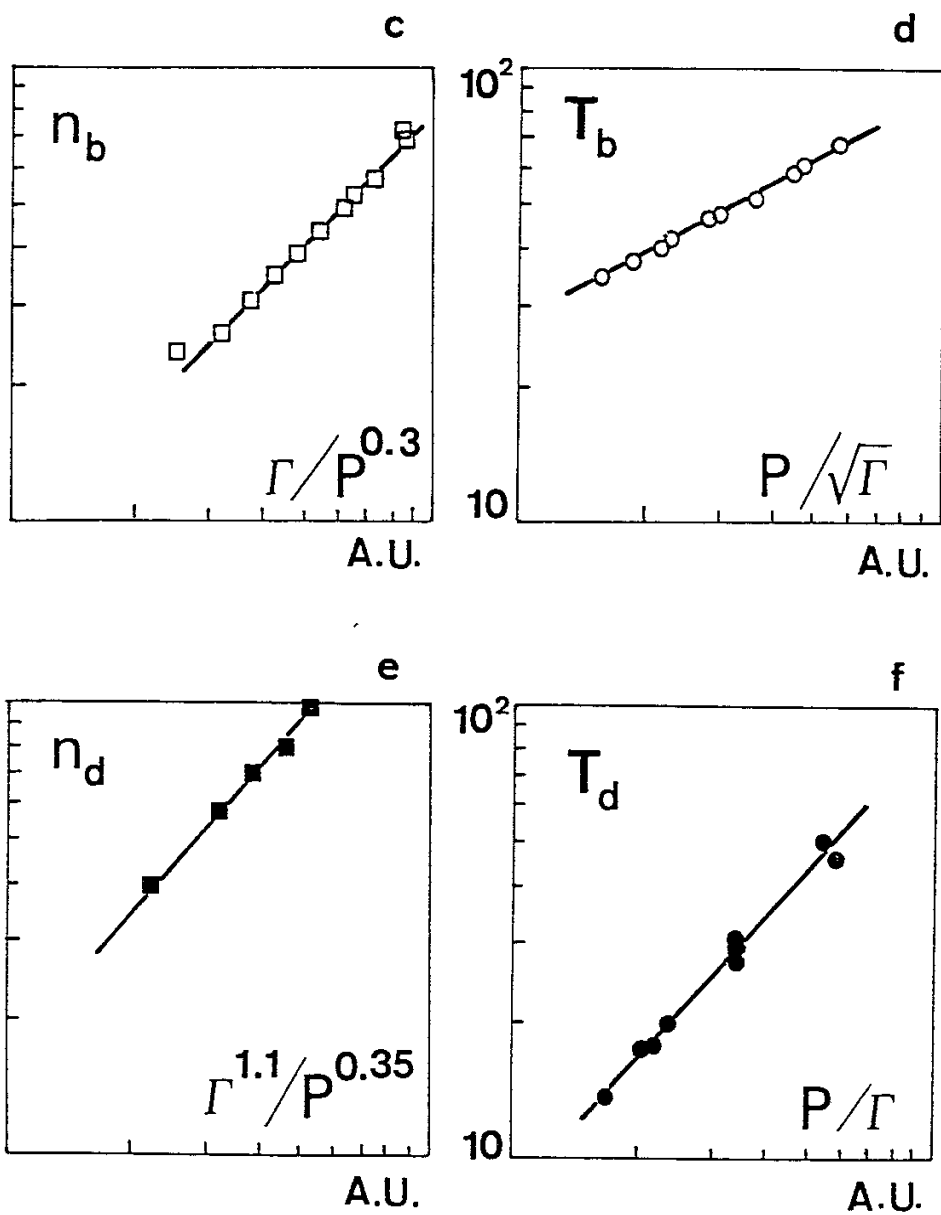 c
n_b
Γ/P^0.3
A.U.
d
10^2
T_b
P/√Γ
10
A.U.
e
n_d
Γ^1.1/P^0.35
A.U.
f
10^2
T_d
P/Γ
10
A.U.